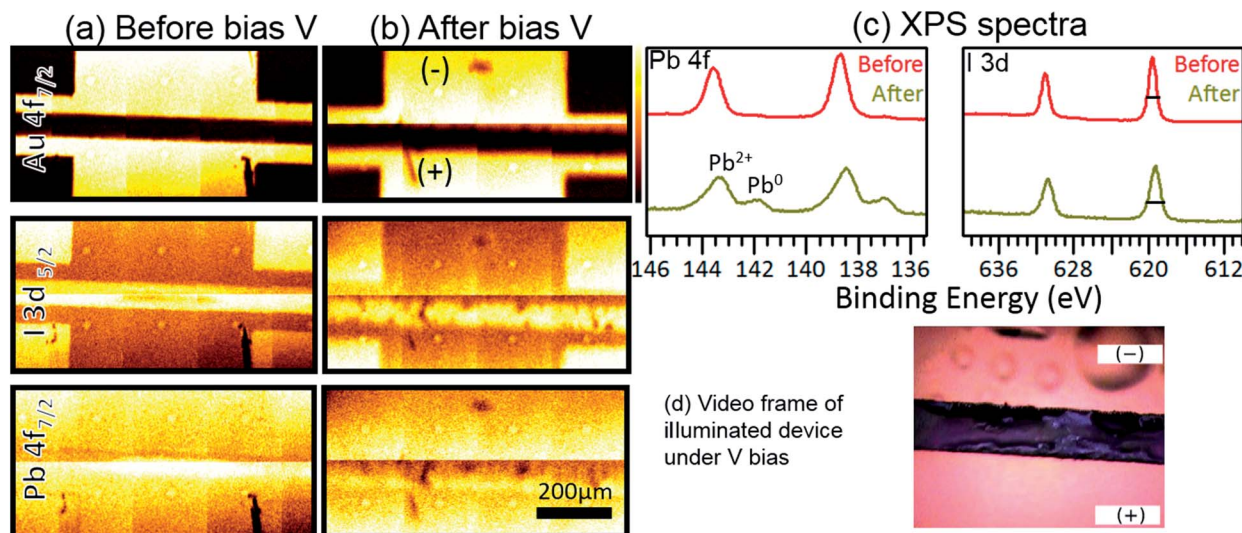 (a) Before bias V
(b) After bias V
(c) XPS spectra
Au 4f7/2
(-)
(+)
I 3d 5/2
Pb 4f7/2
200μm
Pb 4f
Before
After
Pb2+
Pb0
146 144 142 140 138 136
I 3d
Before
After
636 628 620 612
Binding Energy (eV)
(d) Video frame of
illuminated device
under V bias
(−)
(+)